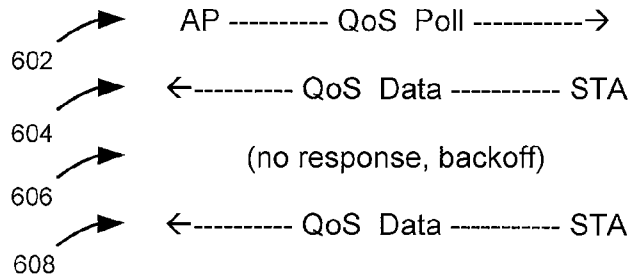 AP ---------- QoS Poll ------------→
602
←---------- QoS Data ----------- STA
604
(no response, backoff)
606
←---------- QoS Data ----------- STA
608